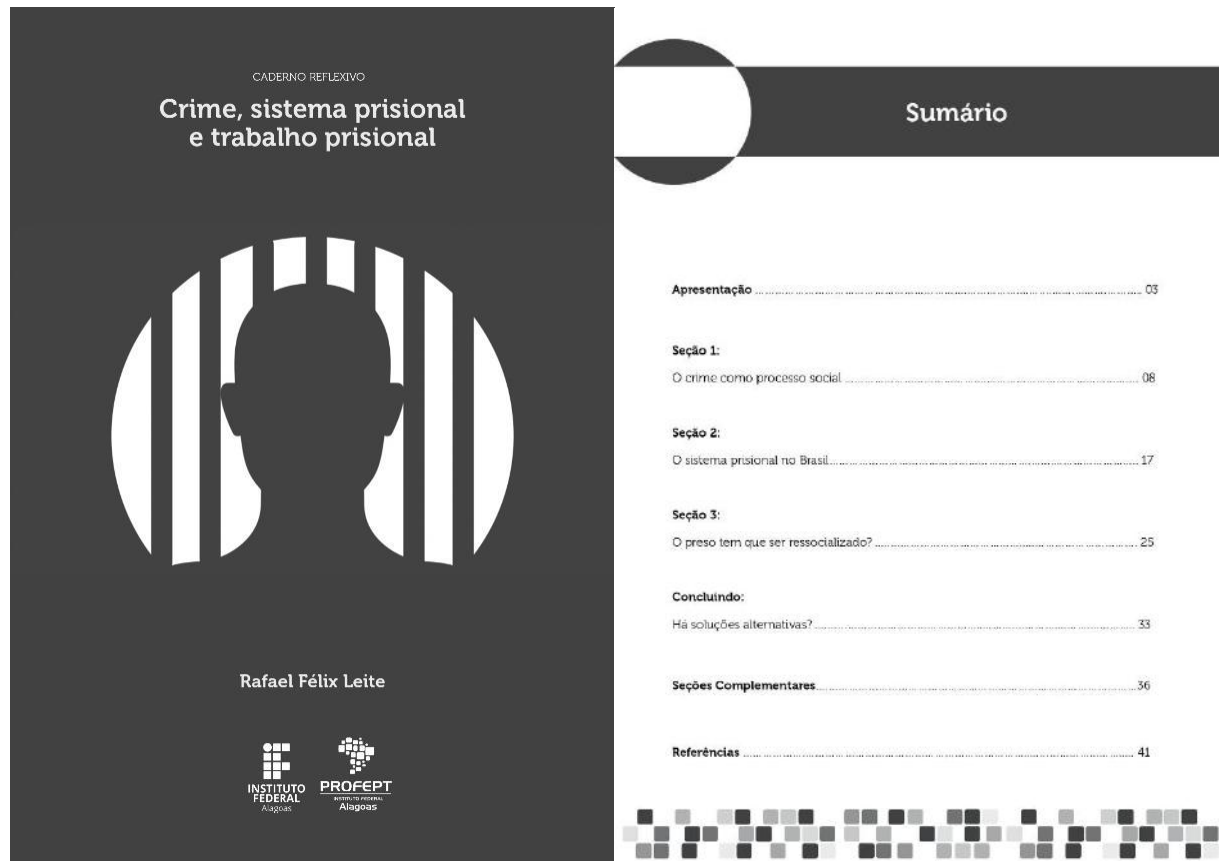 CADERNO REFLEXIVO
Crime, sistema prisional
e trabalho prisional
Rafael Félix Leite
INSTITUTO
FEDERAL
Alagoas
PROFEPT
INSTITUTO FEDERAL
Alagoas
Sumário
Apresentação ........................................ 03
Seção 1:
O crime como processo social ........................................ 08
Seção 2:
O sistema prisional no Brasil ........................................ 17
Seção 3:
O preso tem que ser ressocializado? ........................................ 25
Concluindo:
Há soluções alternativas? ........................................ 33
Seções Complementares ........................................ 36
Referências ........................................ 41